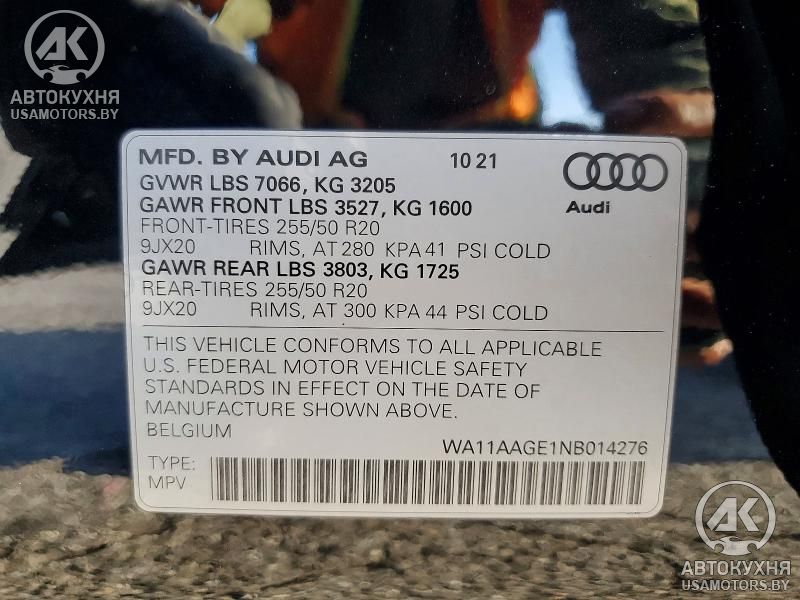 AK
АВТОКУХНЯ
USAMOTORS.BY
MFD. BY AUDI AG 10 21
GVWR LBS 7066, KG 3205
GAWR FRONT LBS 3527, KG 1600
FRONT-TIRES 255/50 R20
9JX20 RIMS, AT 280 KPA 41 PSI COLD
GAWR REAR LBS 3803, KG 1725
REAR-TIRES 255/50 R20
9JX20 RIMS, AT 300 KPA 44 PSI COLD
Audi
THIS VEHICLE CONFORMS TO ALL APPLICABLE
U.S. FEDERAL MOTOR VEHICLE SAFETY
STANDARDS IN EFFECT ON THE DATE OF
MANUFACTURE SHOWN ABOVE.
BELGIUM
WA11AAGE1NB014276
TYPE:
MPV
AK
АВТОКУХНЯ
USAMOTORS.BY